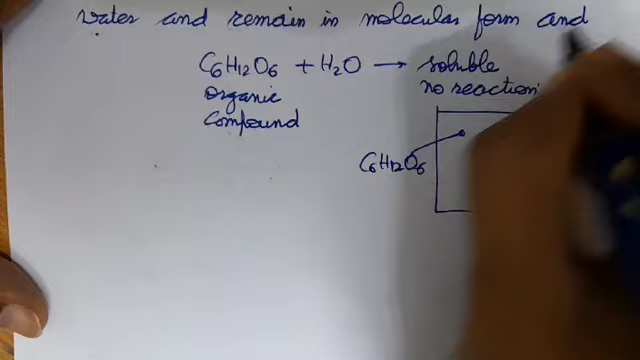 water and remain in molecular form and
C6H12O6 + H2O → soluble
organic no reaction
compound
C6H12O6